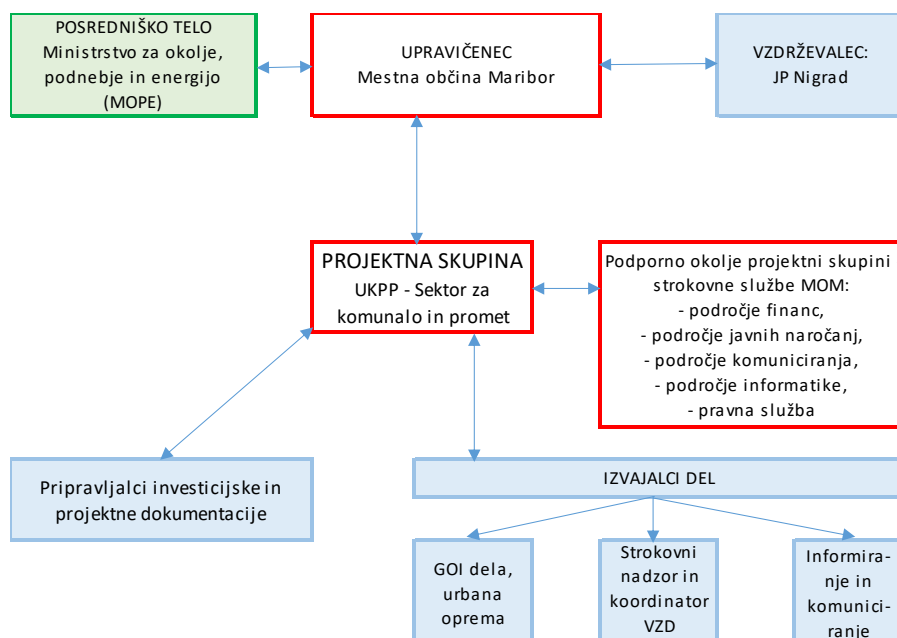 POSREDNIŠKO TELO
Ministrstvo za okolje,
podnebje in energijo
(MOPE)
UPRAVIČENEC
Mestna občina Maribor
VZDRŽEVALEC:
JP Nigrad
PROJEKTNA SKUPINA
UKPP - Sektor za
komunalo in promet
Podporno okolje projektni skupini
strokovne službe MOM:
- področje financ,
- področje javnih naročanj,
- področje komuniciranja,
- področje informatike,
- pravna služba
Pripravljalci investicijske in
projektne dokumentacije
IZVAJALCI DEL
GOI dela,
urbana
oprema
Strokovni
nadzor in
koordinator
VZD
Informira-
nje in
komunici-
ranje